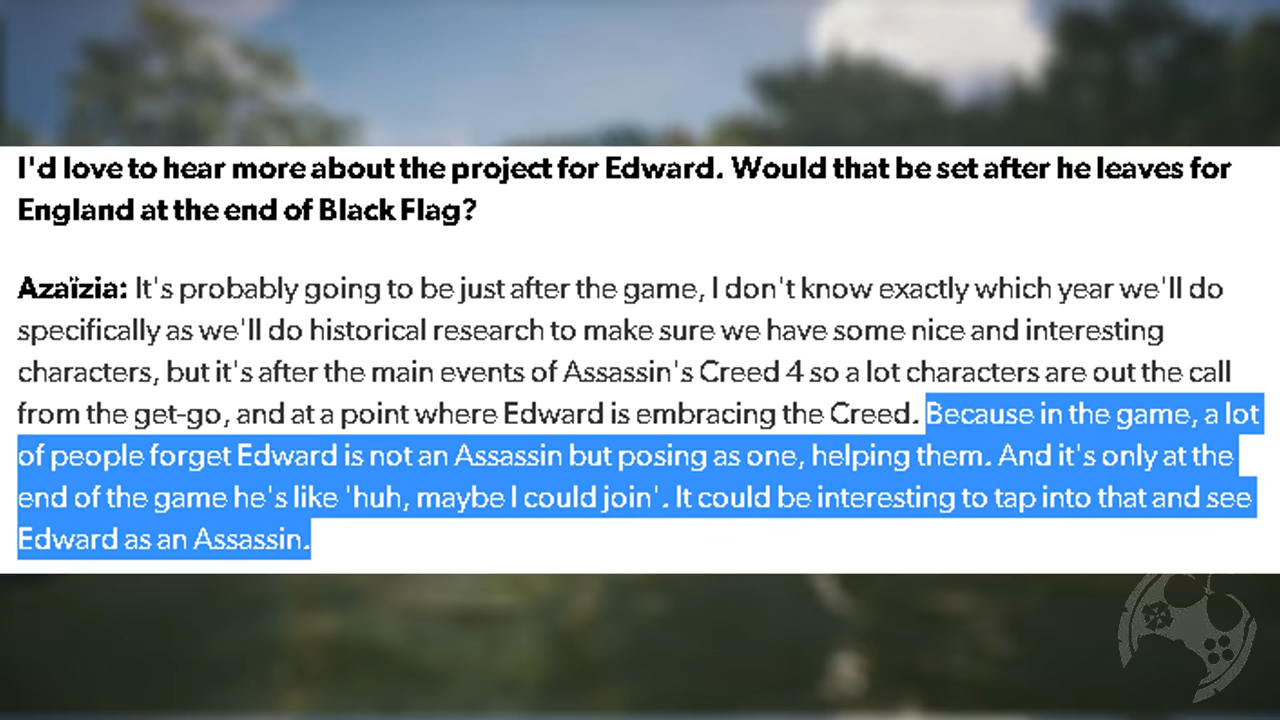 I'd love to hear more about the project for Edward. Would that be set after he leaves for
England at the end of Black Flag?
Azaïzia: It's probably going to be just after the game, I don't know exactly which year we'll do
specifically as we'll do historical research to make sure we have some nice and interesting
characters, but it's after the main events of Assassin's Creed 4 so a lot characters are out the call
from the get-go, and at a point where Edward is embracing the Creed. Because in the game, a lot
of people forget Edward is not an Assassin but posing as one, helping them. And it's only at the
end of the game he's like 'huh, maybe I could join'. It could be interesting to tap into that and see
Edward as an Assassin.